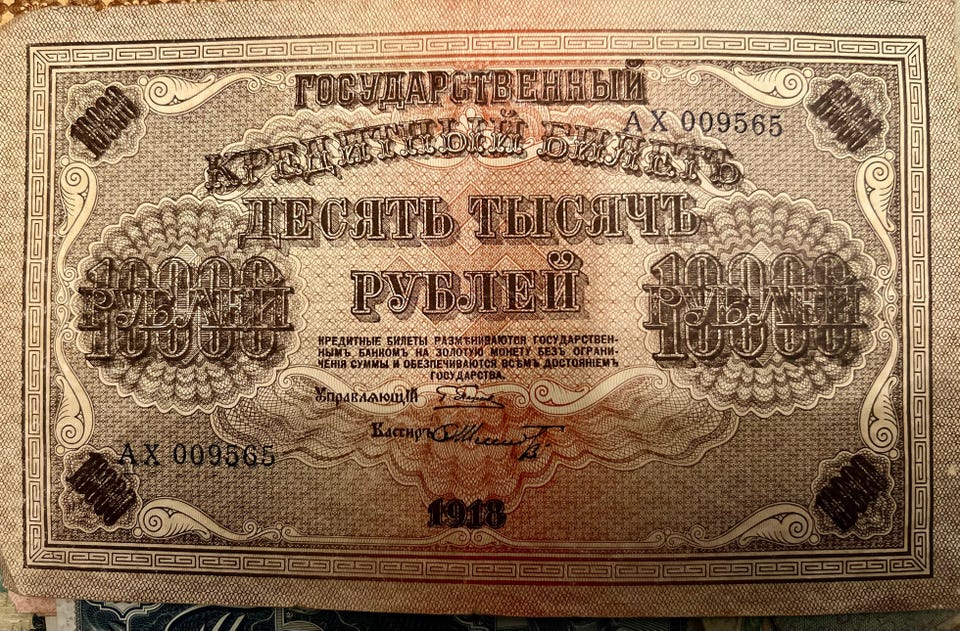 ГОСУДАРСТВЕННЫЙ
АХ 009565
КРЕДИТНЫЙ БИЛЕТЪ
ДЕСЯТЬ ТЫСЯЧЪ
РУБЛЕЙ
10000
РУБЛЕЙ
10000
РУБЛЕЙ
КРЕДИТНЫЕ БИЛЕТЫ РАЗМѢНИВАЮТСЯ ГОСУДАРСТВЕН-
НЫМЪ БАНКОМЪ НА ЗОЛОТУЮ МОНЕТУ БЕЗЪ ОГРАНИ-
ЧЕНІЯ СУММЫ И ОБЕЗПЕЧИВАЮТСЯ ВСѢМЪ ДОСТОЯНІЕМЪ
ГОСУДАРСТВА.
Управляющій
Кассиръ
АХ 009565
1918